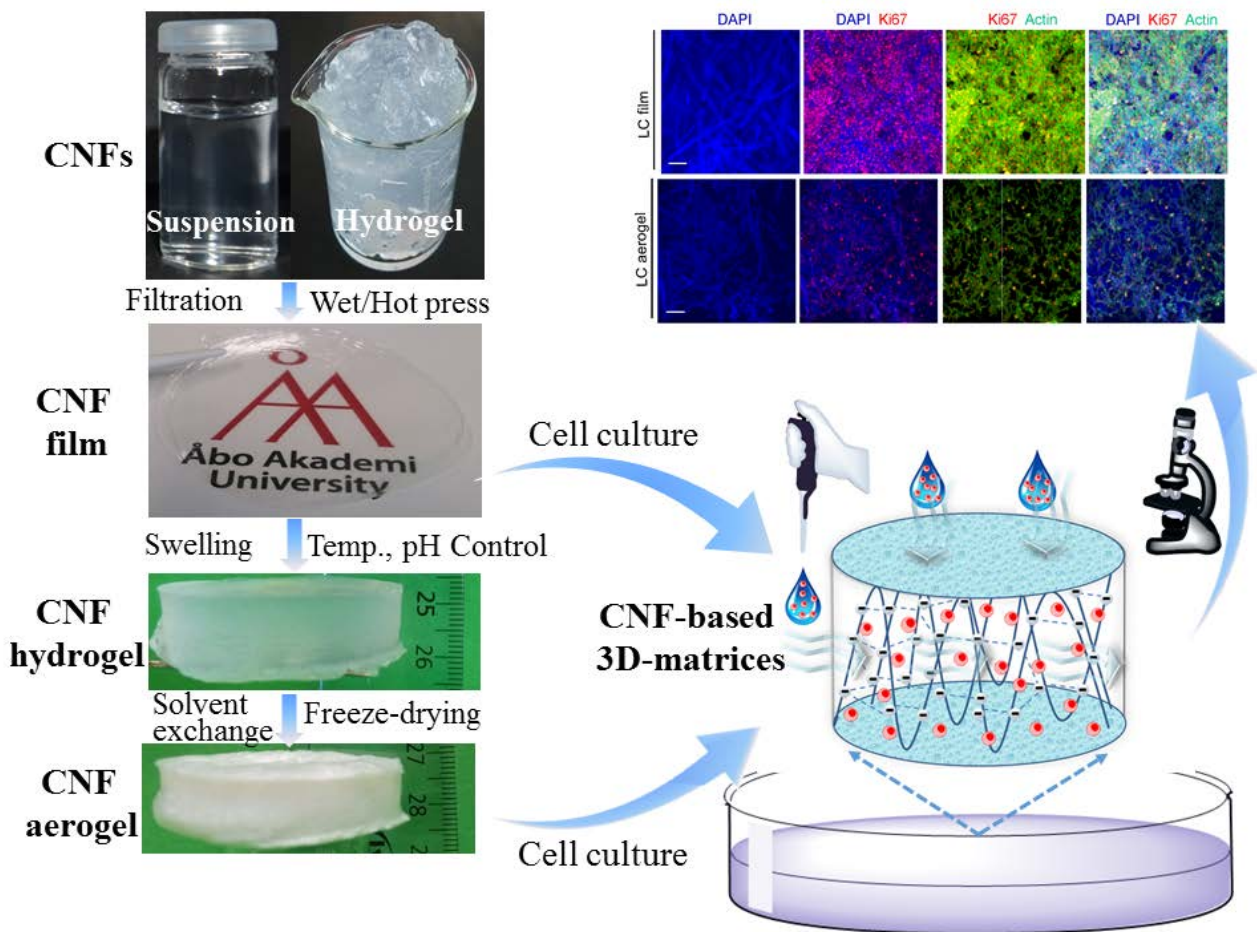 CNFs
Suspension
Hydrogel
Filtration
Wet/Hot press
CNF
film
Åbo Akademi
University
Swelling
Temp., pH Control
CNF
hydrogel
25
26
Solvent
exchange
Freeze-drying
CNF
aerogel
27
28
Cell culture
Cell culture
CNF-based
3D-matrices
DAPI
DAPI Ki67
Ki67 Actin
DAPI Ki67 Actin
LC film
LC aerogel